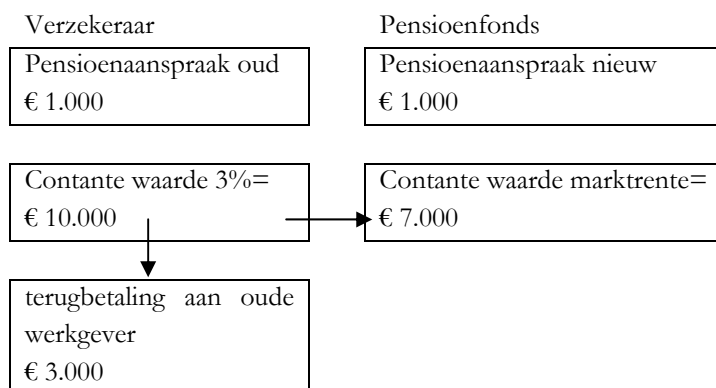 Verzekeraar
Pensioenaanspraak oud
€ 1.000
Contante waarde 3%=
€ 10.000
terugbetaling aan oude
werkgever
€ 3.000
Pensioenfonds
Pensioenaanspraak nieuw
€ 1.000
Contante waarde marktrente=
€ 7.000